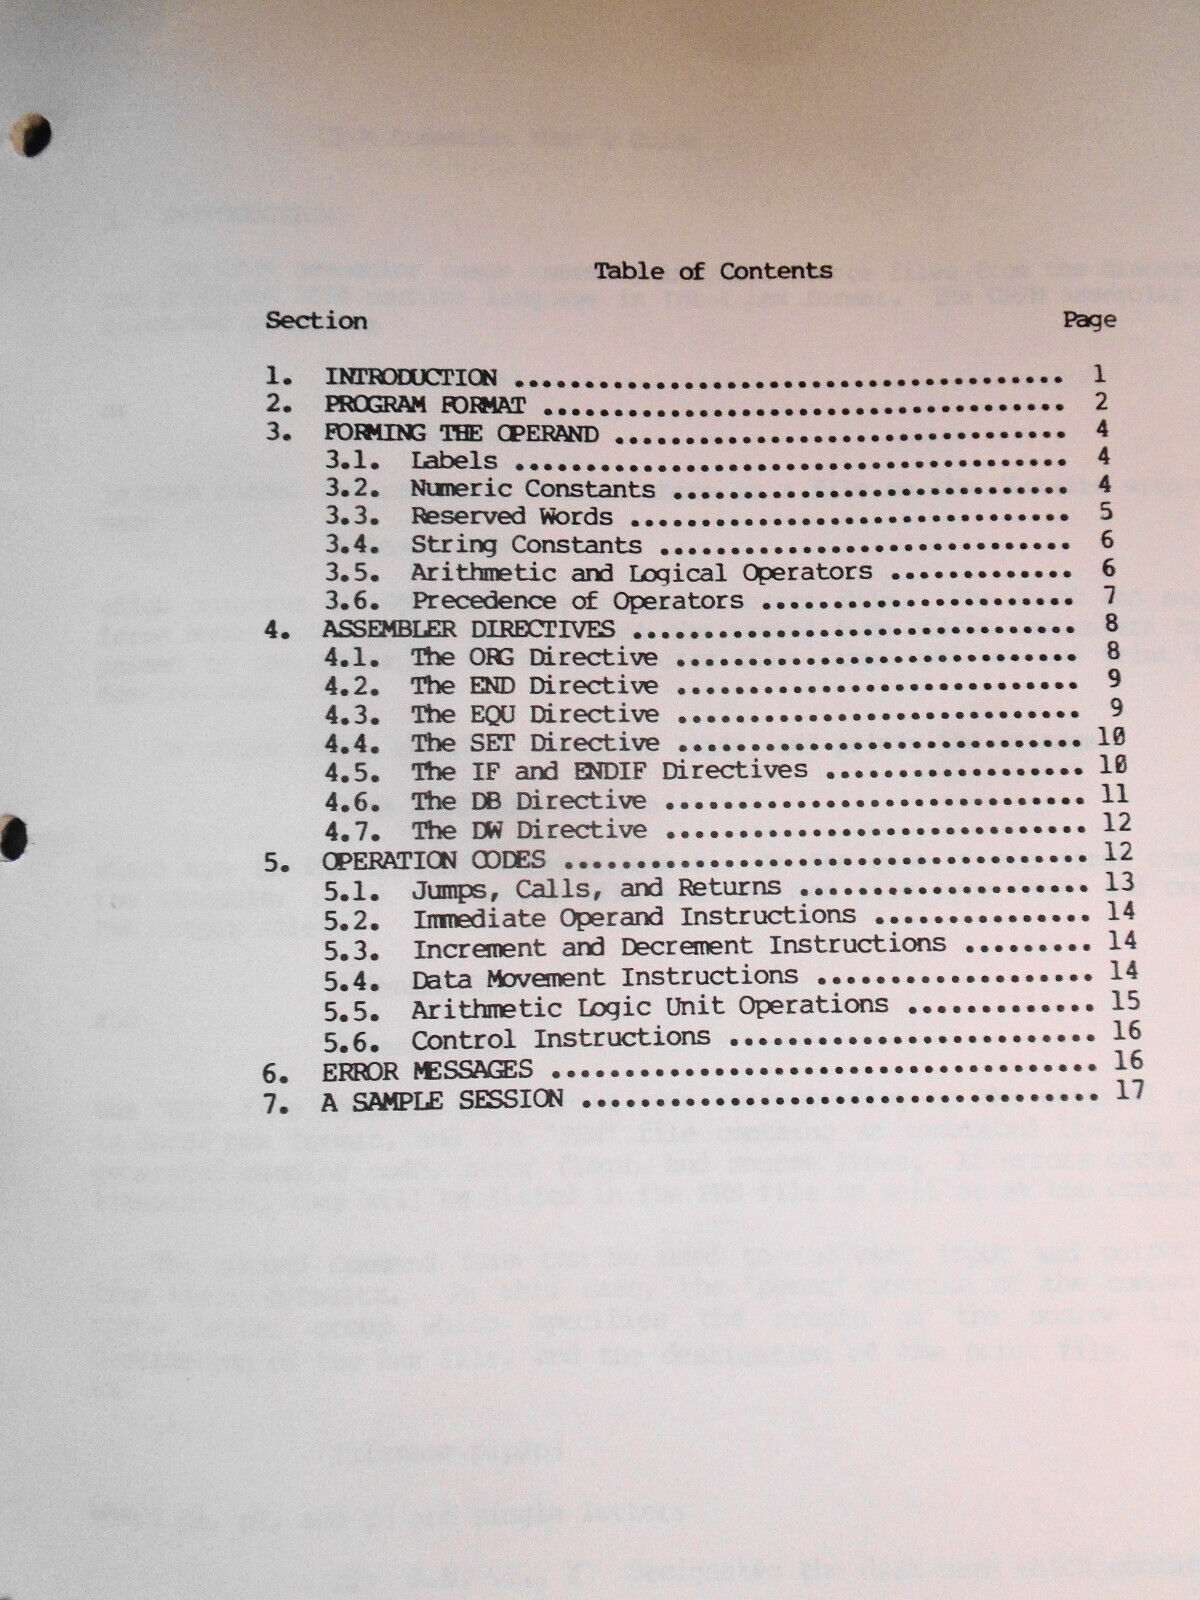 Table of Contents
Section Page
1. INTRODUCTION ........................................ 1
2. PROGRAM FORMAT ...................................... 2
3. FORMING THE OPERAND ................................. 4
3.1. Labels ........................................ 4
3.2. Numeric Constants ............................. 4
3.3. Reserved Words ................................ 5
3.4. String Constants .............................. 6
3.5. Arithmetic and Logical Operators ............. 6
3.6. Precedence of Operators ....................... 7
4. ASSEMBLER DIRECTIVES ................................ 8
4.1. The ORG Directive ............................. 8
4.2. The END Directive ............................. 9
4.3. The EQU Directive ............................. 9
4.4. The SET Directive ............................. 10
4.5. The IF and ENDIF Directives ................... 10
4.6. The DB Directive .............................. 11
4.7. The DW Directive .............................. 12
5. OPERATION CODES ..................................... 12
5.1. Jumps, Calls, and Returns ..................... 13
5.2. Immediate Operand Instructions ................ 14
5.3. Increment and Decrement Instructions ......... 14
5.4. Data Movement Instructions .................... 14
5.5. Arithmetic Logic Unit Operations .............. 15
5.6. Control Instructions .......................... 16
6. ERROR MESSAGES ...................................... 16
7. A SAMPLE SESSION .................................... 17